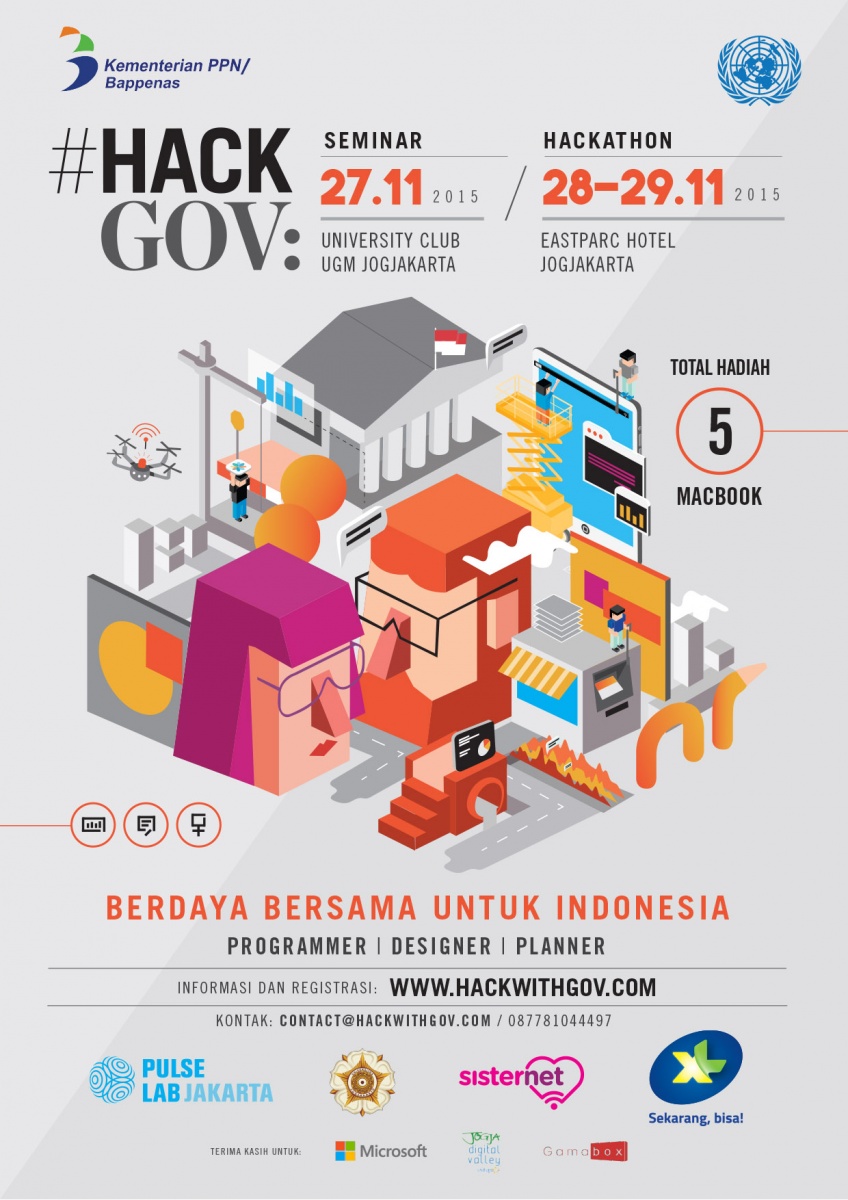 Kementerian PPN/
Bappenas
#HACK
GOV:
SEMINAR
27.11 2015
UNIVERSITY CLUB
UGM JOGJAKARTA
HACKATHON
28-29.11 2015
EASTPARC HOTEL
JOGJAKARTA
TOTAL HADIAH
5
MACBOOK
BERDAYA BERSAMA UNTUK INDONESIA
PROGRAMMER | DESIGNER | PLANNER
INFORMASI DAN REGISTRASI: WWW.HACKWITHGOV.COM
KONTAK: CONTACT@HACKWITHGOV.COM / 087781044497
PULSE
LAB JAKARTA
sisternet
XL
Sekarang, bisa!
TERIMA KASIH UNTUK:
Microsoft
JOGJA
digital
valley
Gamabox